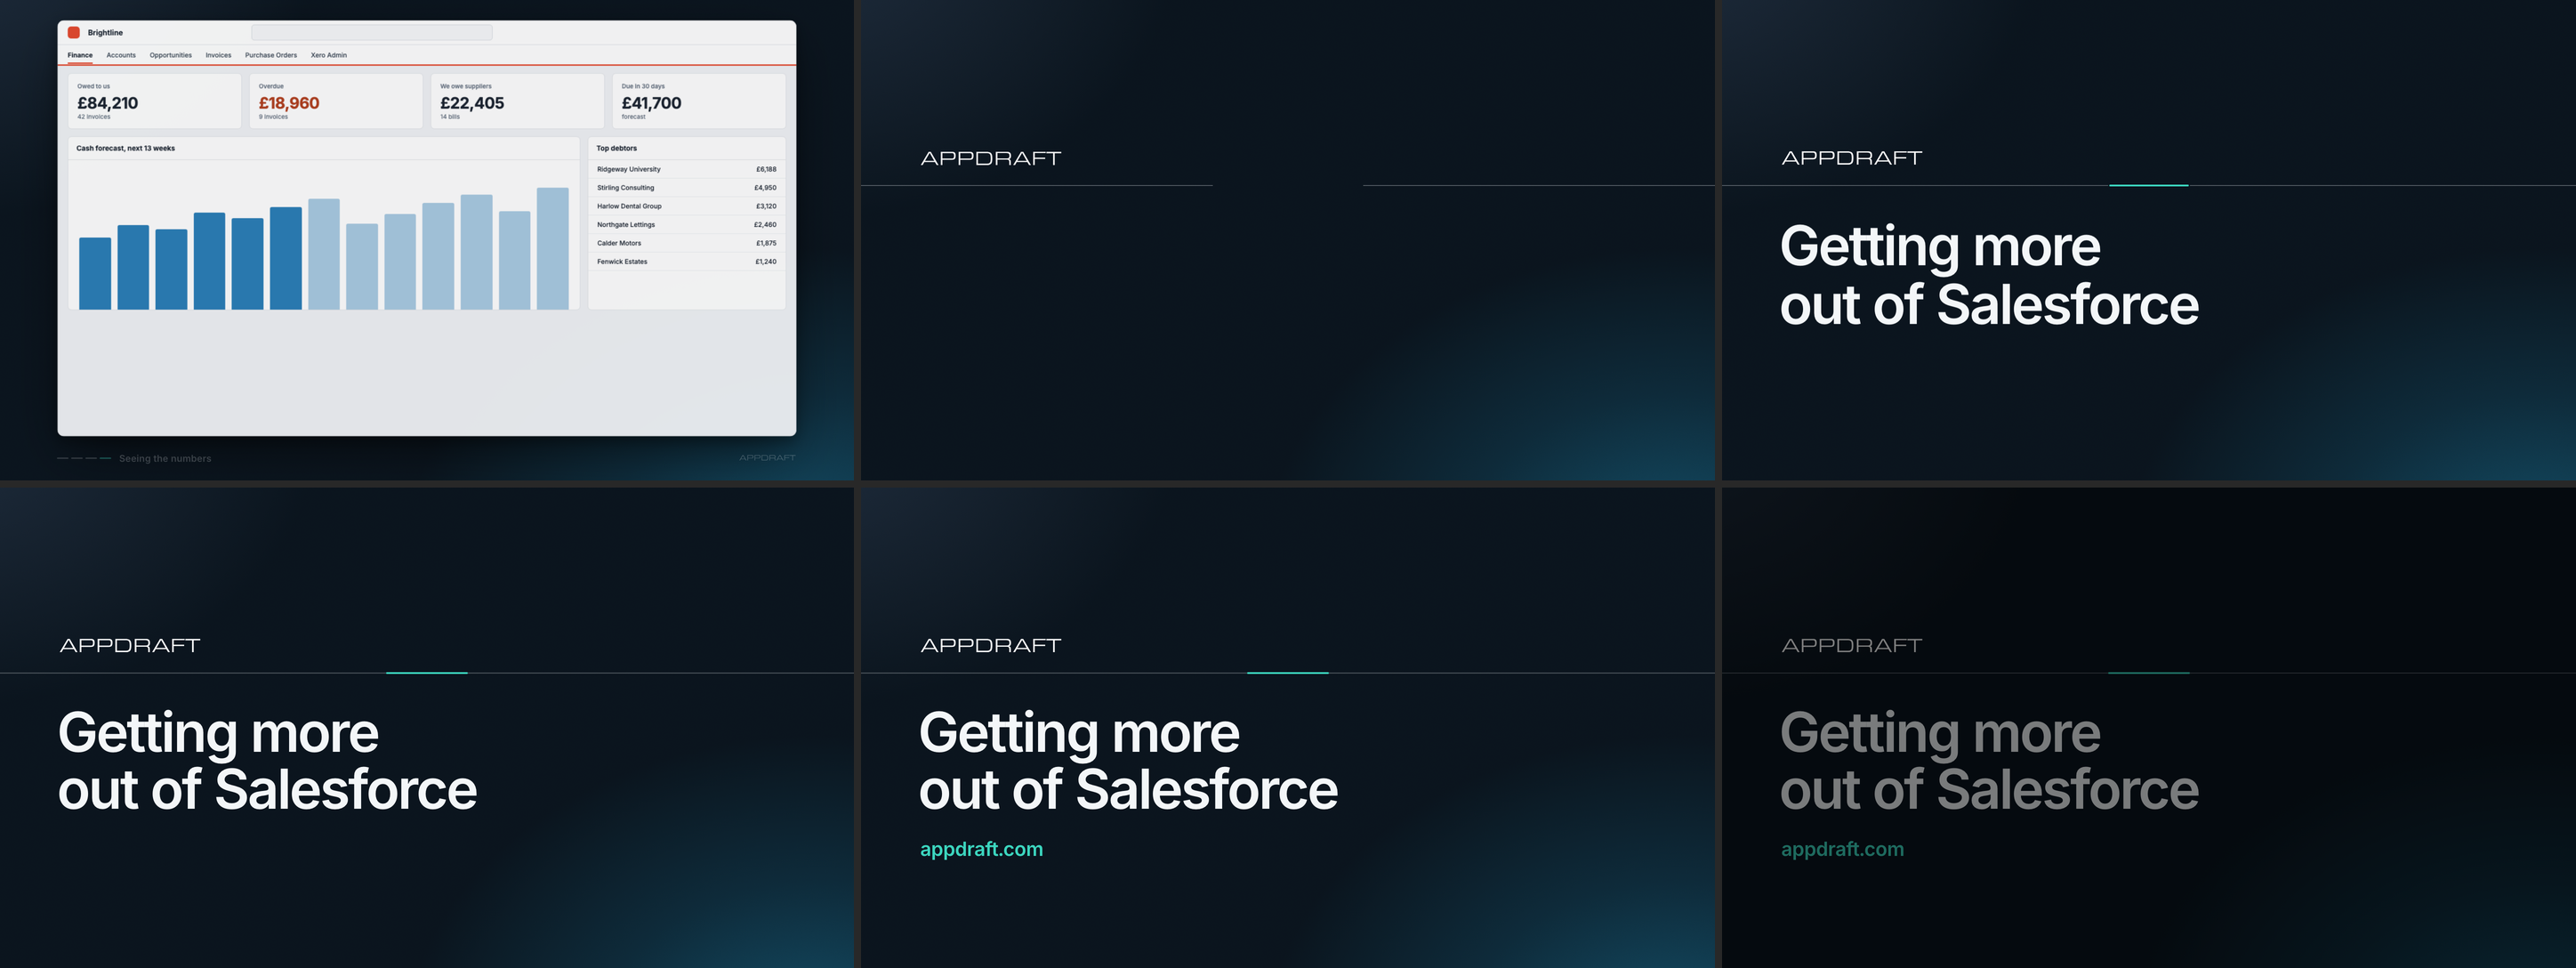 Brightline
Finance Accounts Opportunities Invoices Purchase Orders Xero Admin
Owed to us
£84,210
42 invoices
Overdue
£18,960
9 invoices
We owe suppliers
£22,405
14 bills
Due in 30 days
£41,700
forecast
Cash forecast, next 13 weeks
Top debtors
Ridgeway University £6,188
Stirling Consulting £4,950
Harlow Dental Group £3,120
Northgate Lettings £2,460
Calder Motors £1,875
Fenwick Estates £1,240
Seeing the numbers
APPDRAFT
APPDRAFT
APPDRAFT
Getting more
out of Salesforce
APPDRAFT
Getting more
out of Salesforce
APPDRAFT
Getting more
out of Salesforce
appdraft.com
APPDRAFT
Getting more
out of Salesforce
appdraft.com